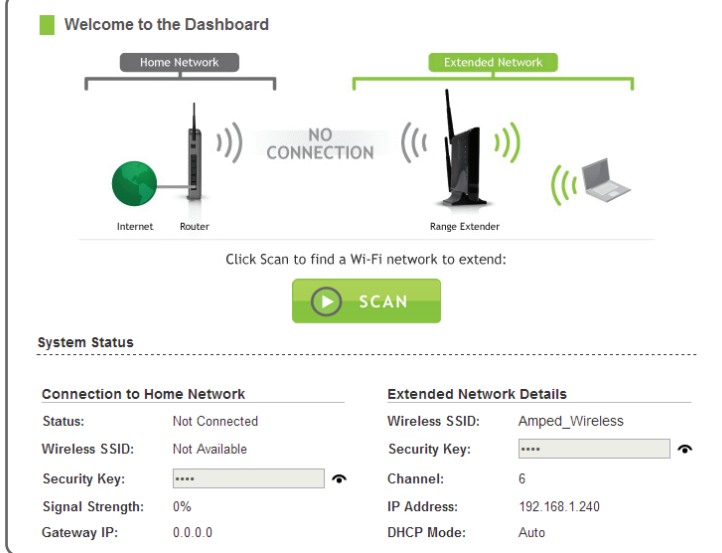 Welcome to the Dashboard
Home Network
Extended Network
NO
CONNECTION
Internet
Router
Range Extender
Click Scan to find a Wi-Fi network to extend:
SCAN
System Status
Connection to Home Network
Status: Not Connected
Wireless SSID: Not Available
Security Key: ••••
Signal Strength: 0%
Gateway IP: 0.0.0.0
Extended Network Details
Wireless SSID: Amped_Wireless
Security Key: ••••
Channel: 6
IP Address: 192.168.1.240
DHCP Mode: Auto